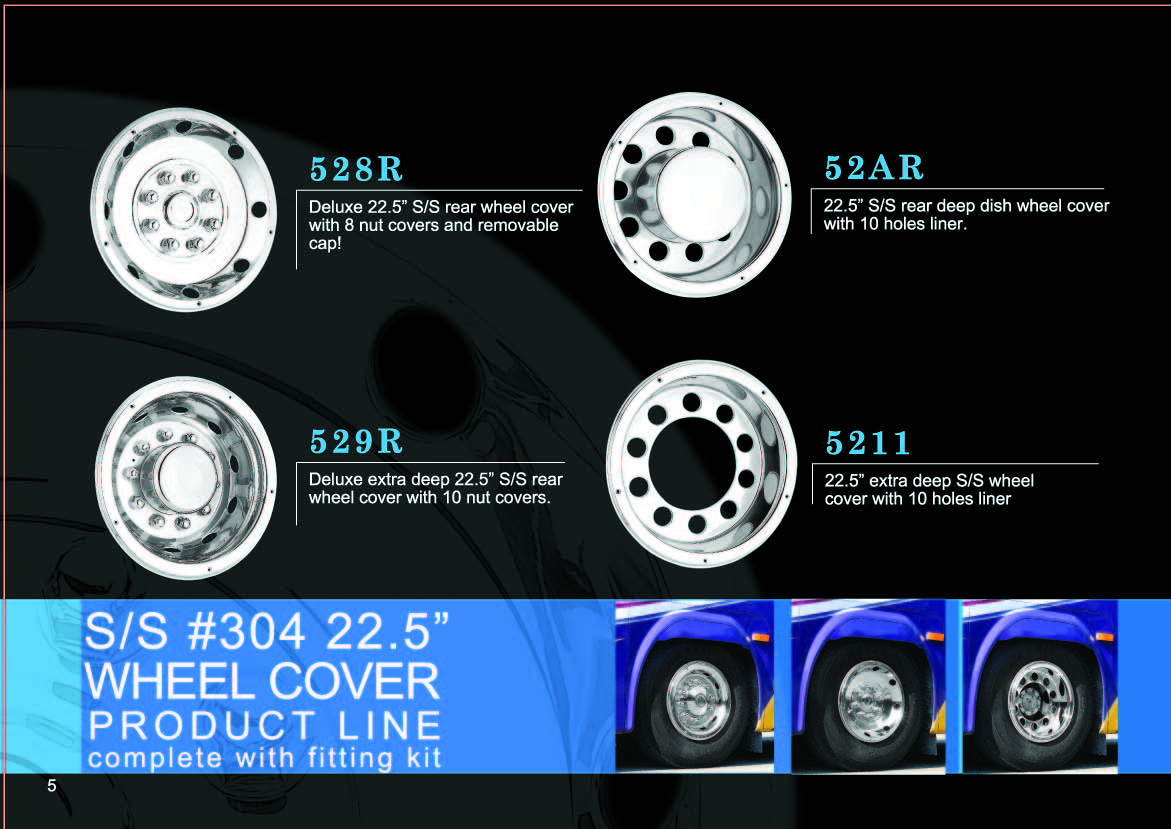 528R
Deluxe 22.5” S/S rear wheel cover
with 8 nut covers and removable
cap!
52AR
22.5” S/S rear deep dish wheel cover
with 10 holes liner.
529R
Deluxe extra deep 22.5” S/S rear
wheel cover with 10 nut covers.
5211
22.5” extra deep S/S wheel
cover with 10 holes liner
S/S #304 22.5”
WHEEL COVER
PRODUCT LINE
complete with fitting kit
5